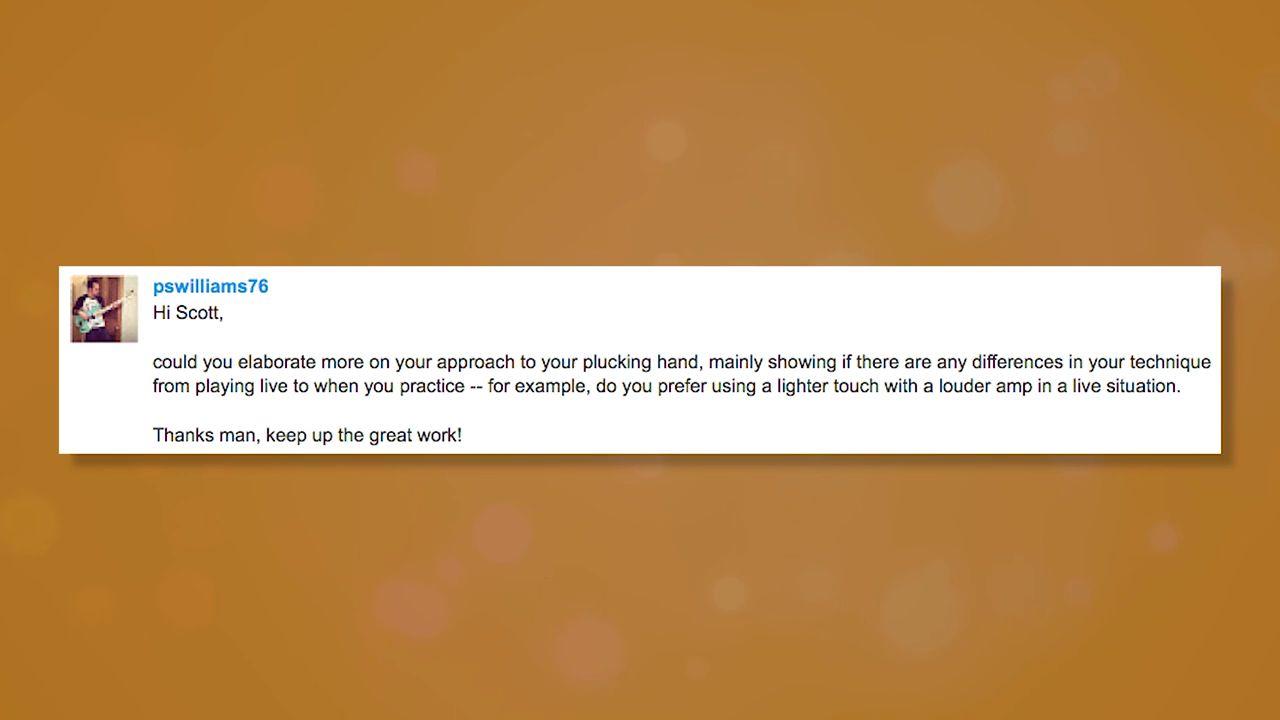 pswilliams76
Hi Scott,
could you elaborate more on your approach to your plucking hand, mainly showing if there are any differences in your technique
from playing live to when you practice -- for example, do you prefer using a lighter touch with a louder amp in a live situation.
Thanks man, keep up the great work!